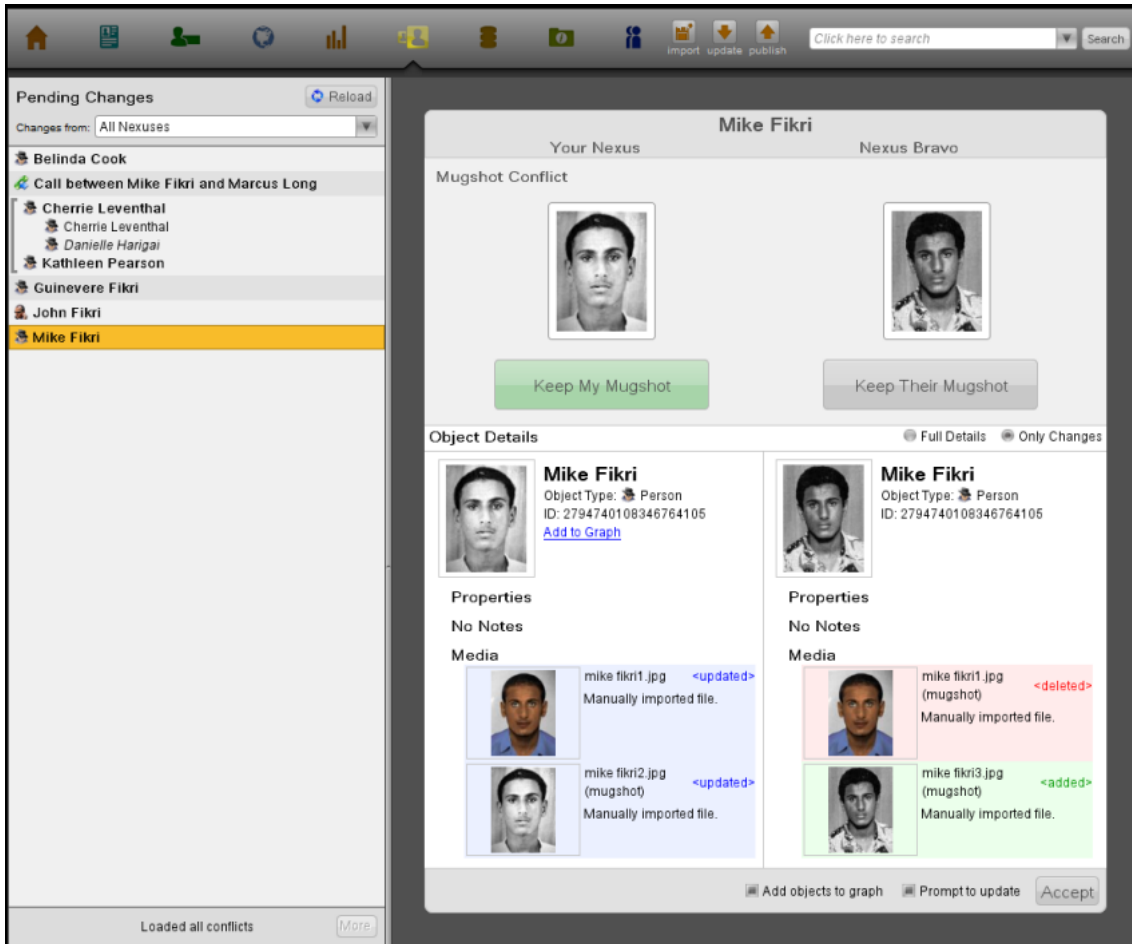 import update publish
Click here to search
Search
Pending Changes
Reload
Changes from: All Nexuses
Belinda Cook
Call between Mike Fikri and Marcus Long
Cherrie Leventhal
Cherrie Leventhal
Danielle Harigai
Kathleen Pearson
Guinevere Fikri
John Fikri
Mike Fikri
Loaded all conflicts
More
Mike Fikri
Your Nexus
Nexus Bravo
Mugshot Conflict
Keep My Mugshot
Keep Their Mugshot
Object Details
Full Details
Only Changes
Mike Fikri
Object Type: Person
ID: 2794740108346764105
Add to Graph
Properties
No Notes
Media
mike fikri1.jpg <updated>
Manually imported file.
mike fikri2.jpg <updated>
(mugshot)
Manually imported file.
Mike Fikri
Object Type: Person
ID: 2794740108346764105
Properties
No Notes
Media
mike fikri1.jpg
(mugshot) <deleted>
Manually imported file.
mike fikri3.jpg
(mugshot) <added>
Manually imported file.
Add objects to graph
Prompt to update
Accept